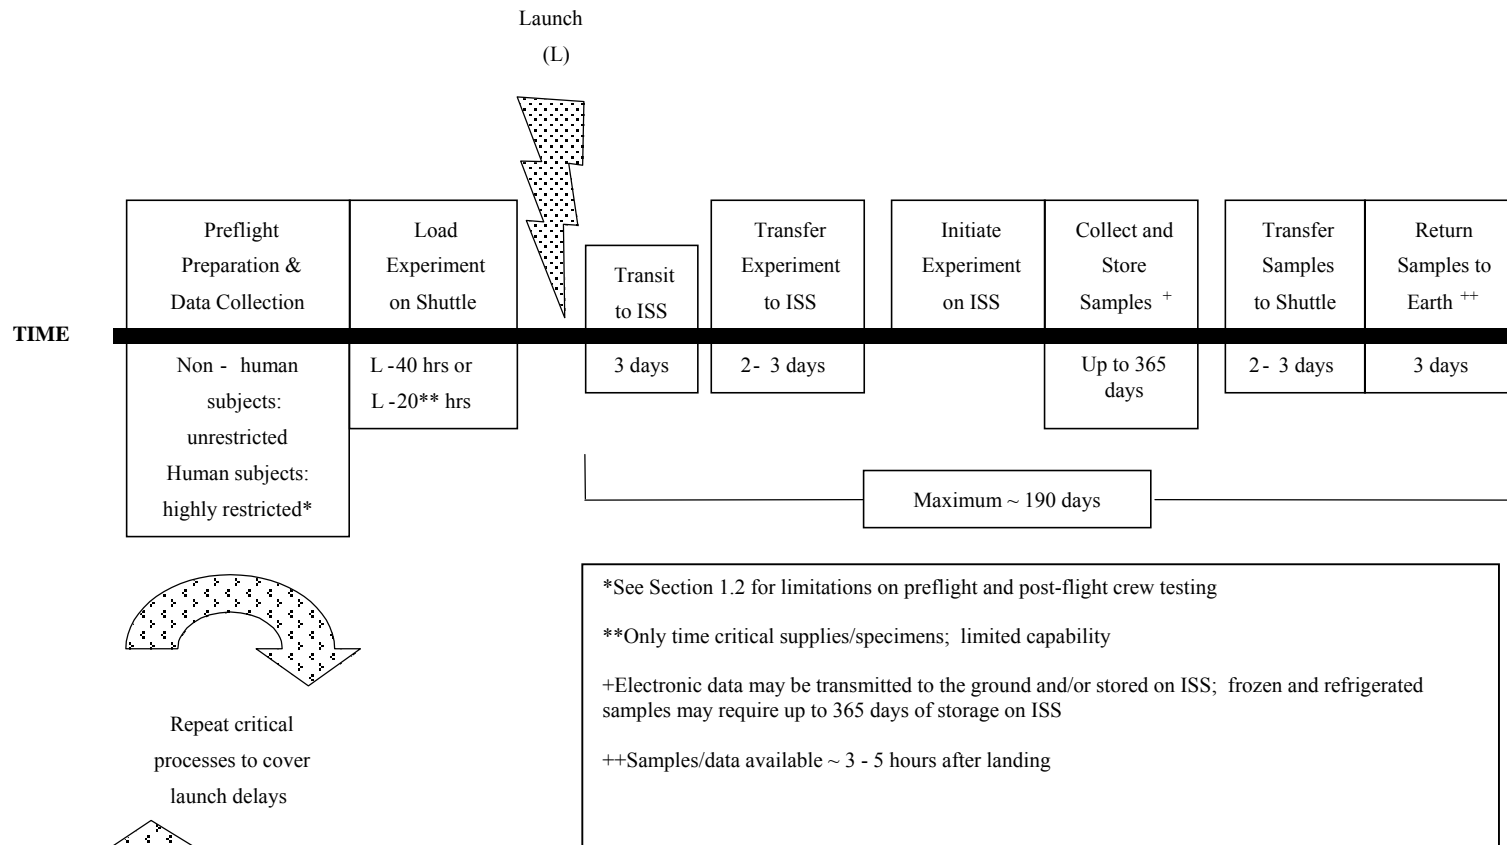 Launch
(L)
Preflight
Preparation &
Data Collection
Load
Experiment
on Shuttle
Transit
to ISS
Transfer
Experiment
to ISS
Initiate
Experiment
on ISS
Collect and
Store
Samples +
Transfer
Samples
to Shuttle
Return
Samples to
Earth ++
TIME
Non - human
subjects:
unrestricted
Human subjects:
highly restricted*
L -40 hrs or
L -20** hrs
3 days
2- 3 days
Up to 365
days
2- 3 days
3 days
Maximum ~ 190 days
*See Section 1.2 for limitations on preflight and post-flight crew testing
**Only time critical supplies/specimens; limited capability
+Electronic data may be transmitted to the ground and/or stored on ISS; frozen and refrigerated
samples may require up to 365 days of storage on ISS
++Samples/data available ~ 3 - 5 hours after landing
Repeat critical
processes to cover
launch delays